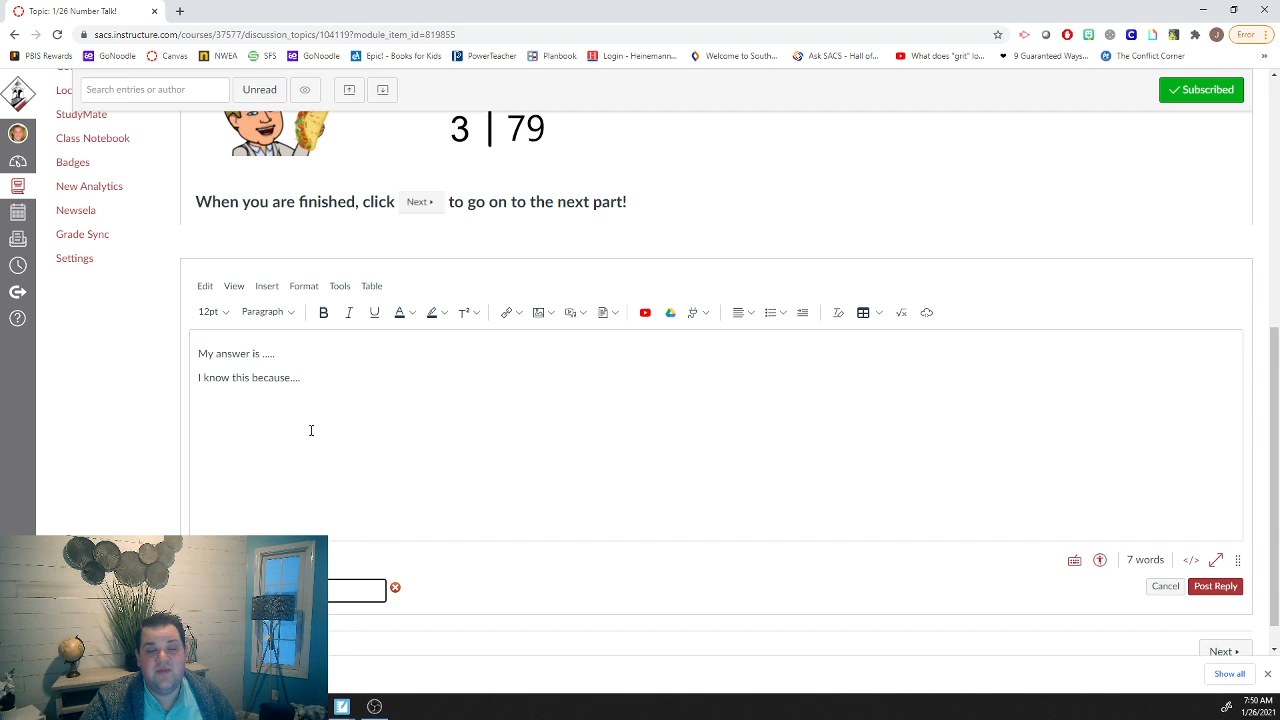 Topic: 1/26 Number Talk!
sacs.instructure.com/courses/37577/discussion_topics/104119?module_item_id=819855
Error
PBIS Rewards GoNoodle Canvas NWEA SFS GoNoodle Epic! - Books for Kids PowerTeacher Planbook Login - Heinemann... Welcome to South... Ask SACS - Hall of... What does "grit" lo... 9 Guaranteed Ways... The Conflict Corner
Search entries or author Unread Subscribed
StudyMate
Class Notebook
Badges
New Analytics
Newsela
Grade Sync
Settings
3 | 79
When you are finished, click Next to go on to the next part!
Edit View Insert Format Tools Table
12pt Paragraph
My answer is .....
I know this because....
7 words </>
Cancel Post Reply
Next
Show all
7:50 AM
1/26/2021